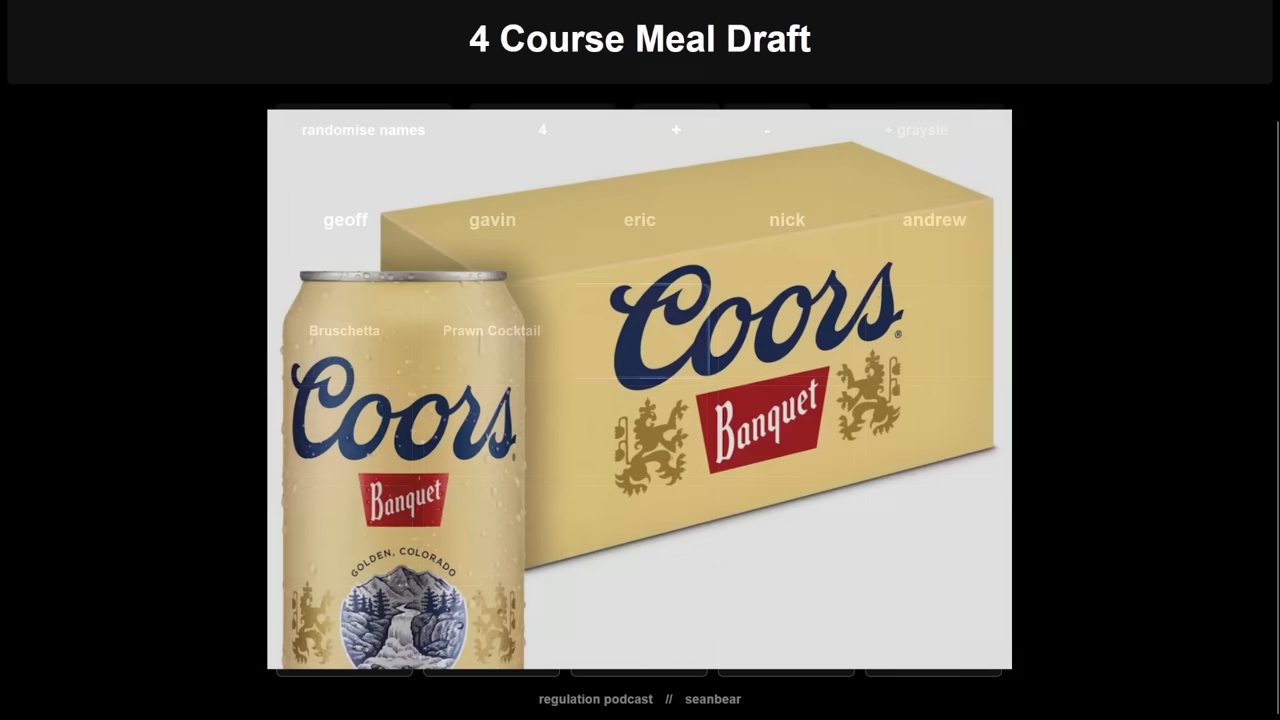 4 Course Meal Draft
randomise names 4 + - + graysie
geoff gavin eric nick andrew
Bruschetta Prawn Cocktail
Coors®
Banquet
Coors
Banquet
GOLDEN, COLORADO
regulation podcast // seanbear